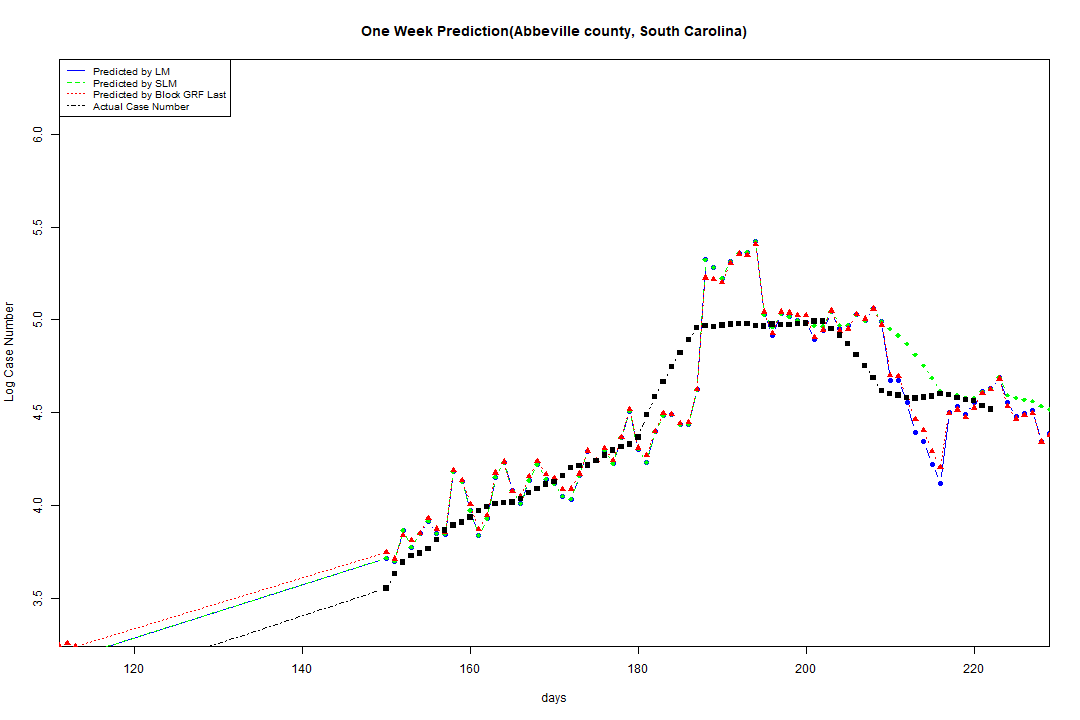 One Week Prediction(Abbeville county, South Carolina)
Predicted by LM
Predicted by SLM
Predicted by Block GRF Last
Actual Case Number
6.0
5.5
5.0
4.5
4.0
3.5
Log Case Number
120 140 160 180 200 220
days